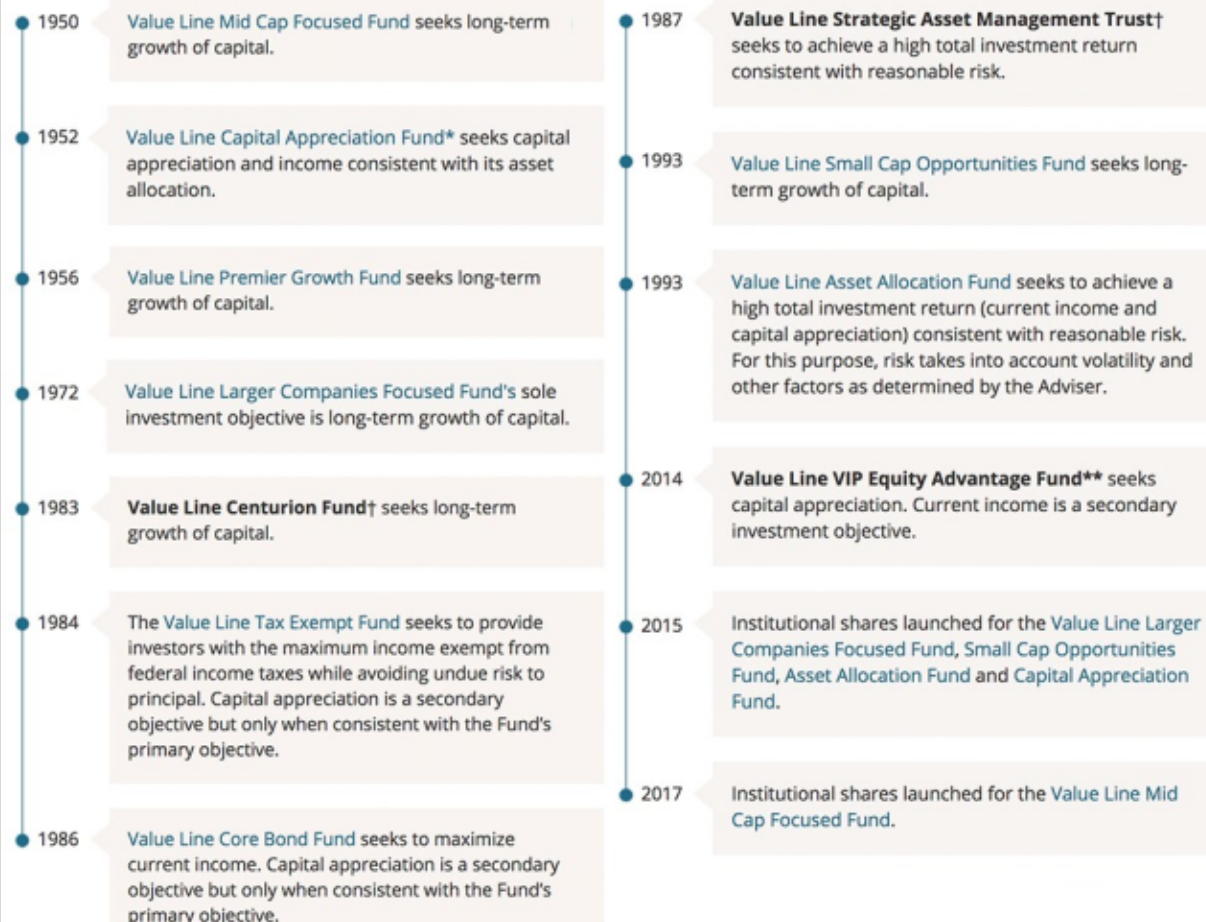 1950
Value Line Mid Cap Focused Fund seeks long-term
growth of capital.
1952
Value Line Capital Appreciation Fund* seeks capital
appreciation and income consistent with its asset
allocation.
1956
Value Line Premier Growth Fund seeks long-term
growth of capital.
1972
Value Line Larger Companies Focused Fund's sole
investment objective is long-term growth of capital.
1983
Value Line Centurion Fund† seeks long-term
growth of capital.
1984
The Value Line Tax Exempt Fund seeks to provide
investors with the maximum income exempt from
federal income taxes while avoiding undue risk to
principal. Capital appreciation is a secondary
objective but only when consistent with the Fund's
primary objective.
1986
Value Line Core Bond Fund seeks to maximize
current income. Capital appreciation is a secondary
objective but only when consistent with the Fund's
primary objective.
1987
Value Line Strategic Asset Management Trust†
seeks to achieve a high total investment return
consistent with reasonable risk.
1993
Value Line Small Cap Opportunities Fund seeks long-
term growth of capital.
1993
Value Line Asset Allocation Fund seeks to achieve a
high total investment return (current income and
capital appreciation) consistent with reasonable risk.
For this purpose, risk takes into account volatility and
other factors as determined by the Adviser.
2014
Value Line VIP Equity Advantage Fund** seeks
capital appreciation. Current income is a secondary
investment objective.
2015
Institutional shares launched for the Value Line Larger
Companies Focused Fund, Small Cap Opportunities
Fund, Asset Allocation Fund and Capital Appreciation
Fund.
2017
Institutional shares launched for the Value Line Mid
Cap Focused Fund.